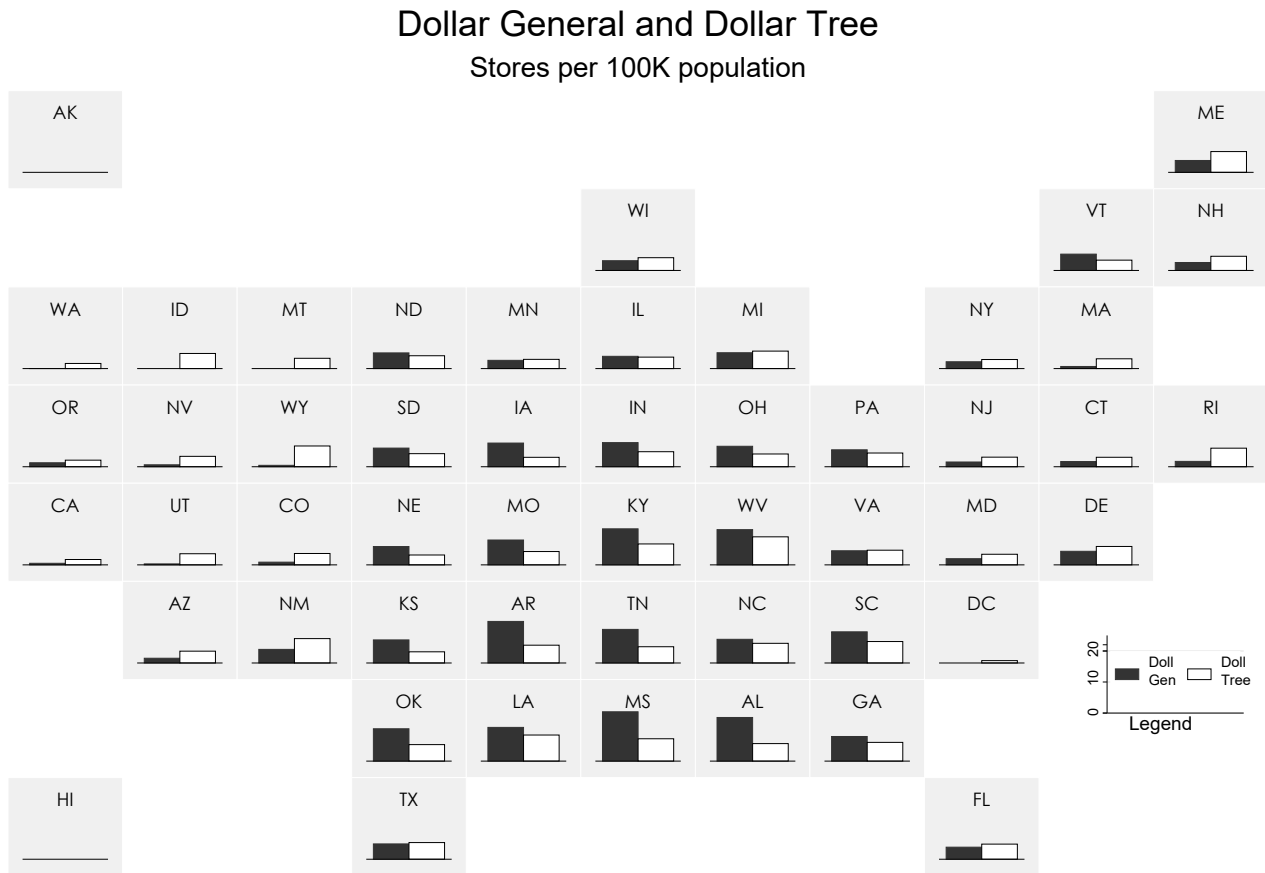 Dollar General and Dollar Tree
Stores per 100K population
AK ME
WI VT NH
WA ID MT ND MN IL MI NY MA
OR NV WY SD IA IN OH PA NJ CT RI
CA UT CO NE MO KY WV VA MD DE
AZ NM KS AR TN NC SC DC
20
10
0
Doll Gen
Doll Tree
Legend
OK LA MS AL GA
HI TX FL